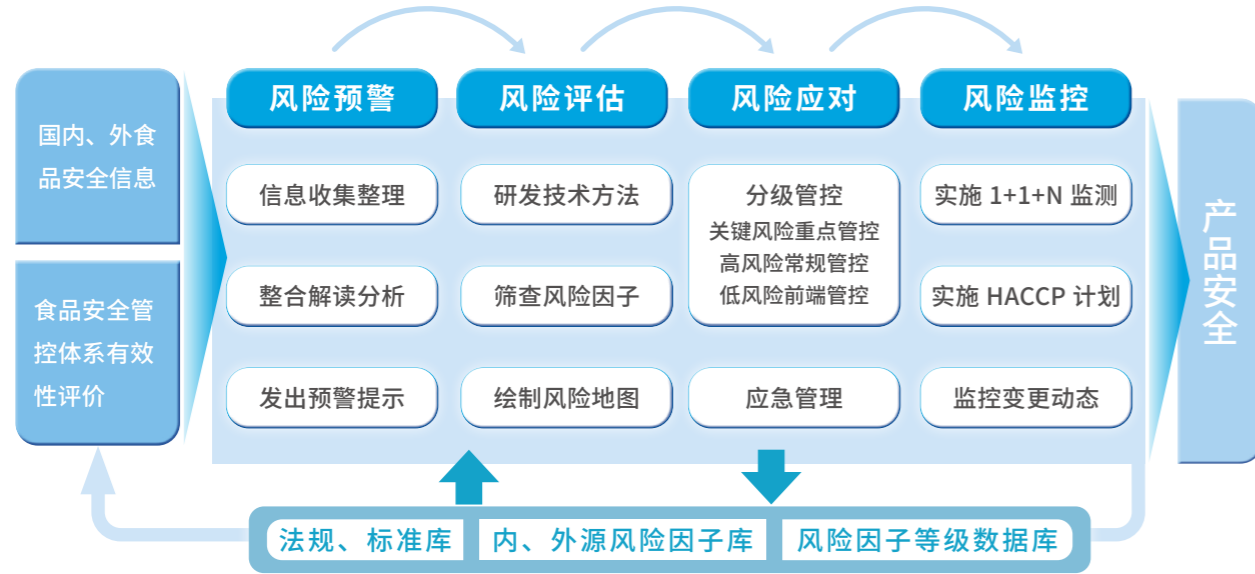 国内、外食
品安全信息
食品安全管
控体系有效
性评价
风险预警
信息收集整理
整合解读分析
发出预警提示
风险评估
研发技术方法
筛查风险因子
绘制风险地图
风险应对
分级管控
关键风险重点管控
高风险常规管控
低风险前端管控
应急管理
风险监控
实施 1+1+N 监测
实施 HACCP 计划
监控变更动态
产品安全
法规、标准库
内、外源风险因子库
风险因子等级数据库